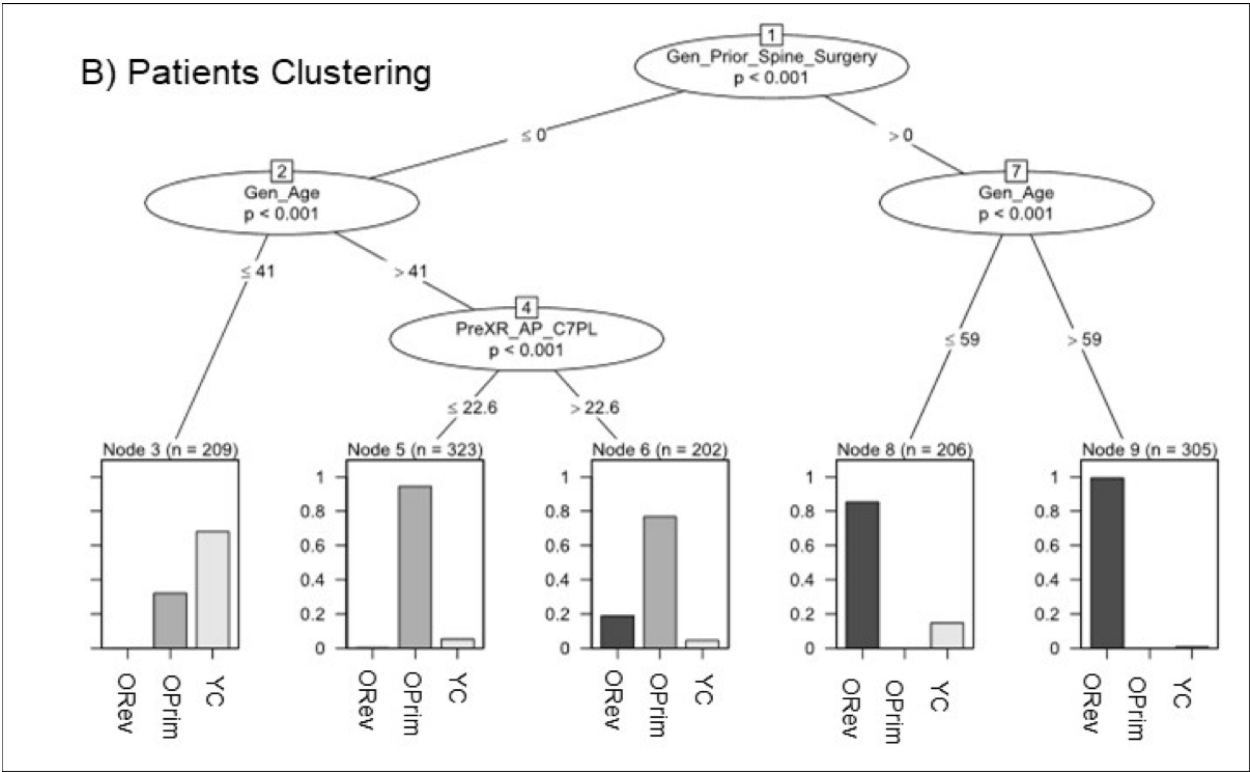 B) Patients Clustering
1
Gen_Prior_Spine_Surgery
p < 0.001
≤ 0
> 0
2
Gen_Age
p < 0.001
7
Gen_Age
p < 0.001
≤ 41
> 41
4
PreXR_AP_C7PL
p < 0.001
≤ 59
> 59
≤ 22.6
> 22.6
Node 3 (n = 209)
ORev
OPrim
YC
Node 5 (n = 323)
1
0.8
0.6
0.4
0.2
0
ORev
OPrim
YC
Node 6 (n = 202)
1
0.8
0.6
0.4
0.2
0
ORev
OPrim
YC
Node 8 (n = 206)
1
0.8
0.6
0.4
0.2
0
ORev
OPrim
YC
Node 9 (n = 305)
1
0.8
0.6
0.4
0.2
0
ORev
OPrim
YC